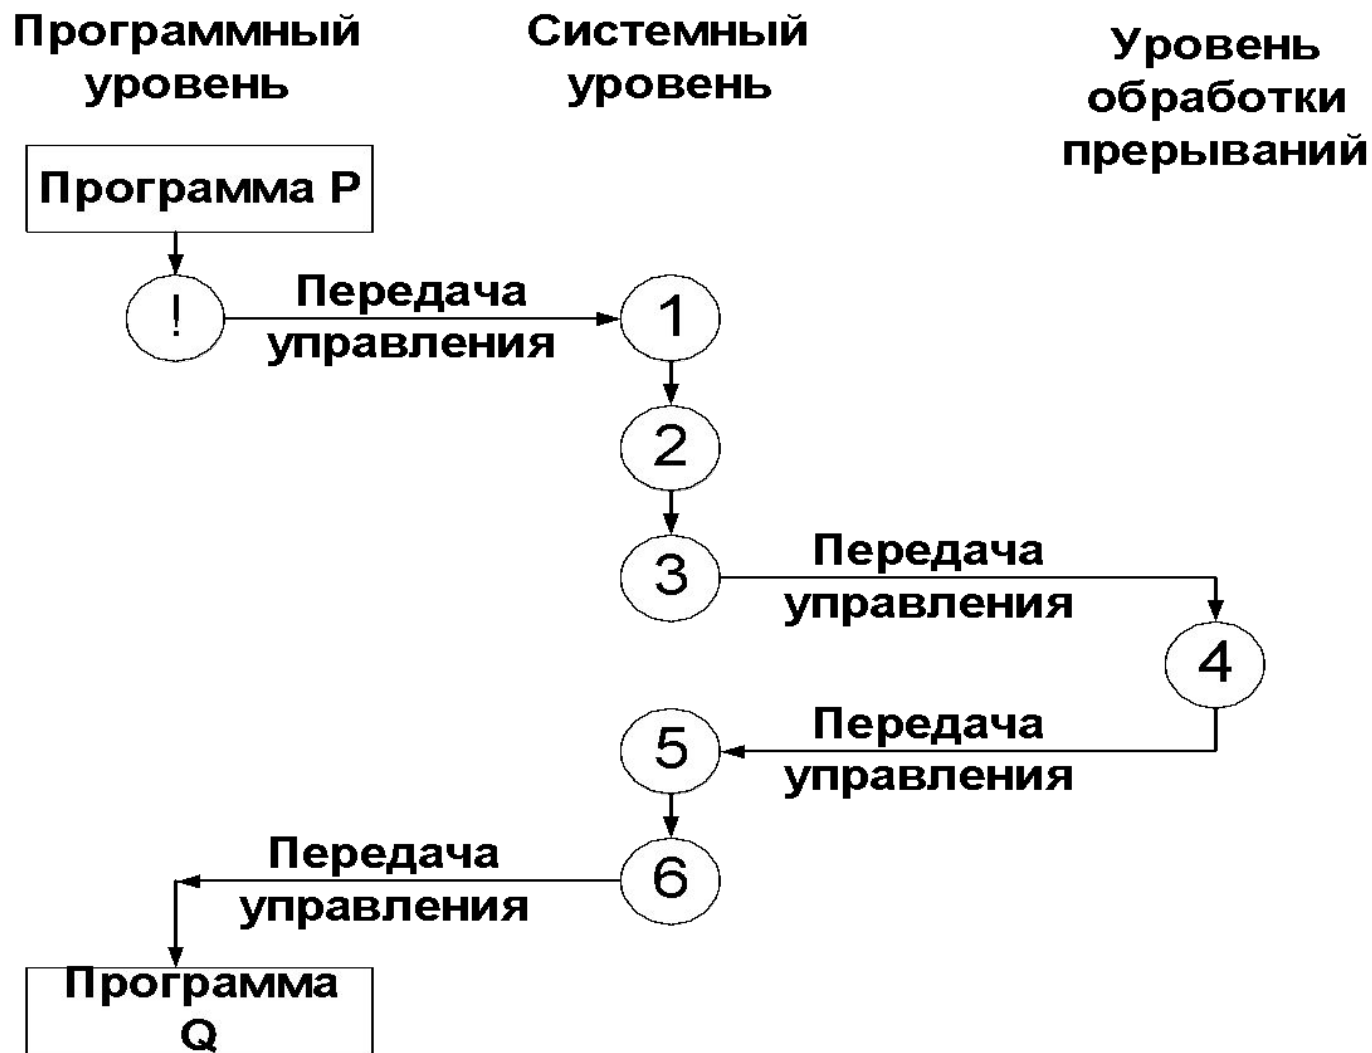 Программный
уровень
Системный
уровень
Уровень
обработки
прерываний
Программа P
!
Передача
управления
1
2
3
Передача
управления
4
5
Передача
управления
6
Передача
управления
Программа
Q